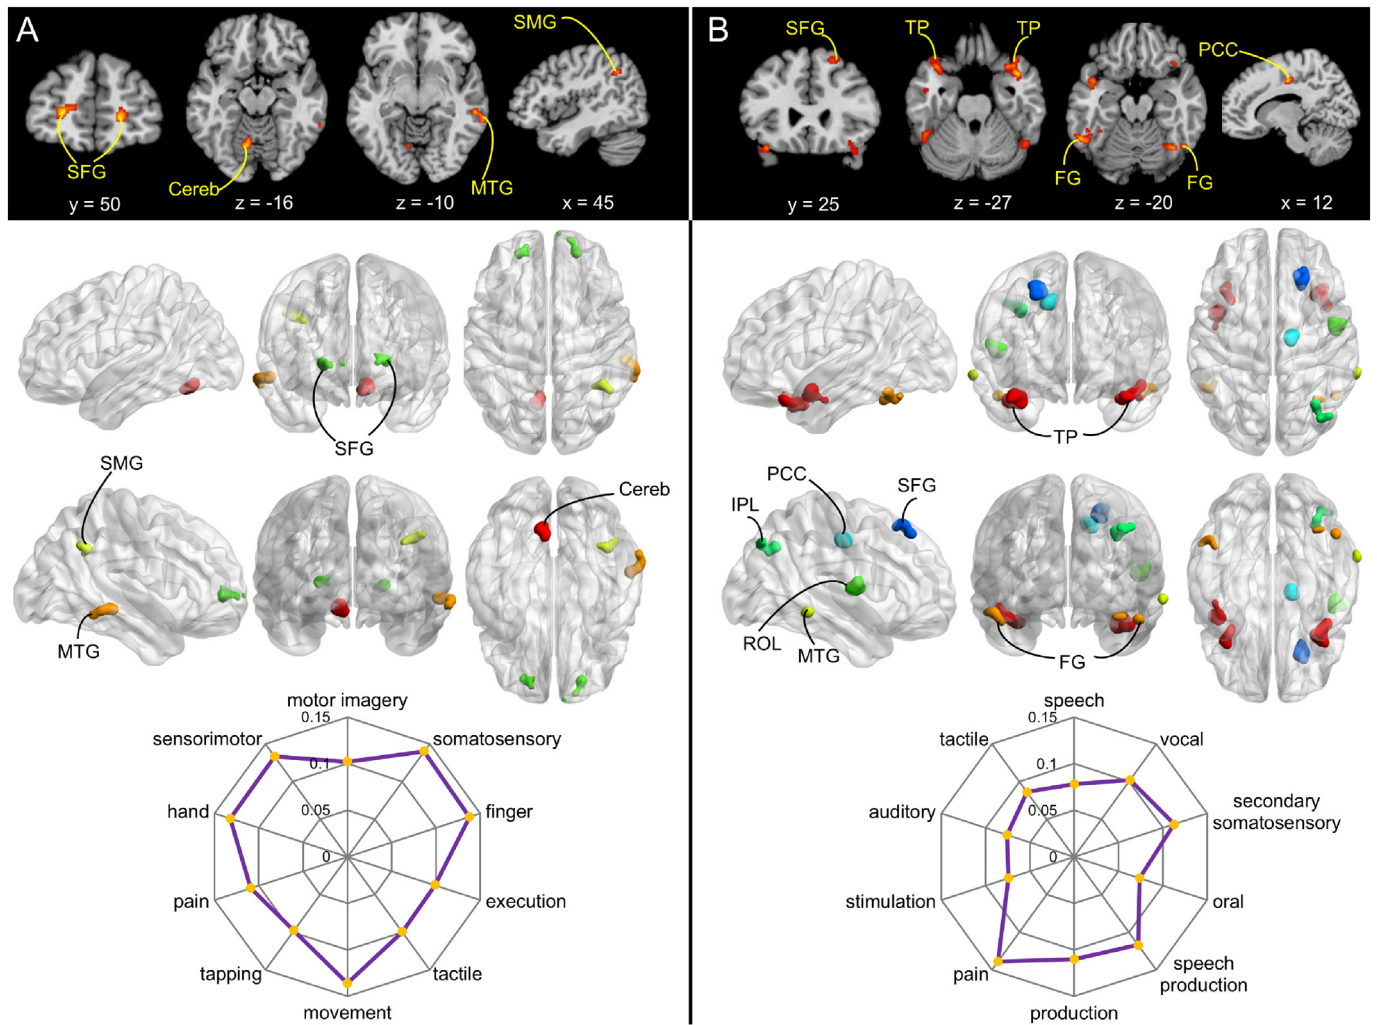 A
SMG
SFG
Cereb
MTG
y = 50
z = -16
z = -10
x = 45
SFG
SMG
Cereb
MTG
motor imagery
0.15
sensorimotor
somatosensory
0.1
hand
0.05
finger
0
pain
execution
tapping
tactile
movement
B
SFG
TP
TP
PCC
FG
FG
y = 25
z = -27
z = -20
x = 12
TP
PCC
SFG
IPL
ROL
MTG
FG
speech
0.15
tactile
vocal
0.1
auditory
0.05
secondary
somatosensory
0
stimulation
oral
pain
speech
production
production